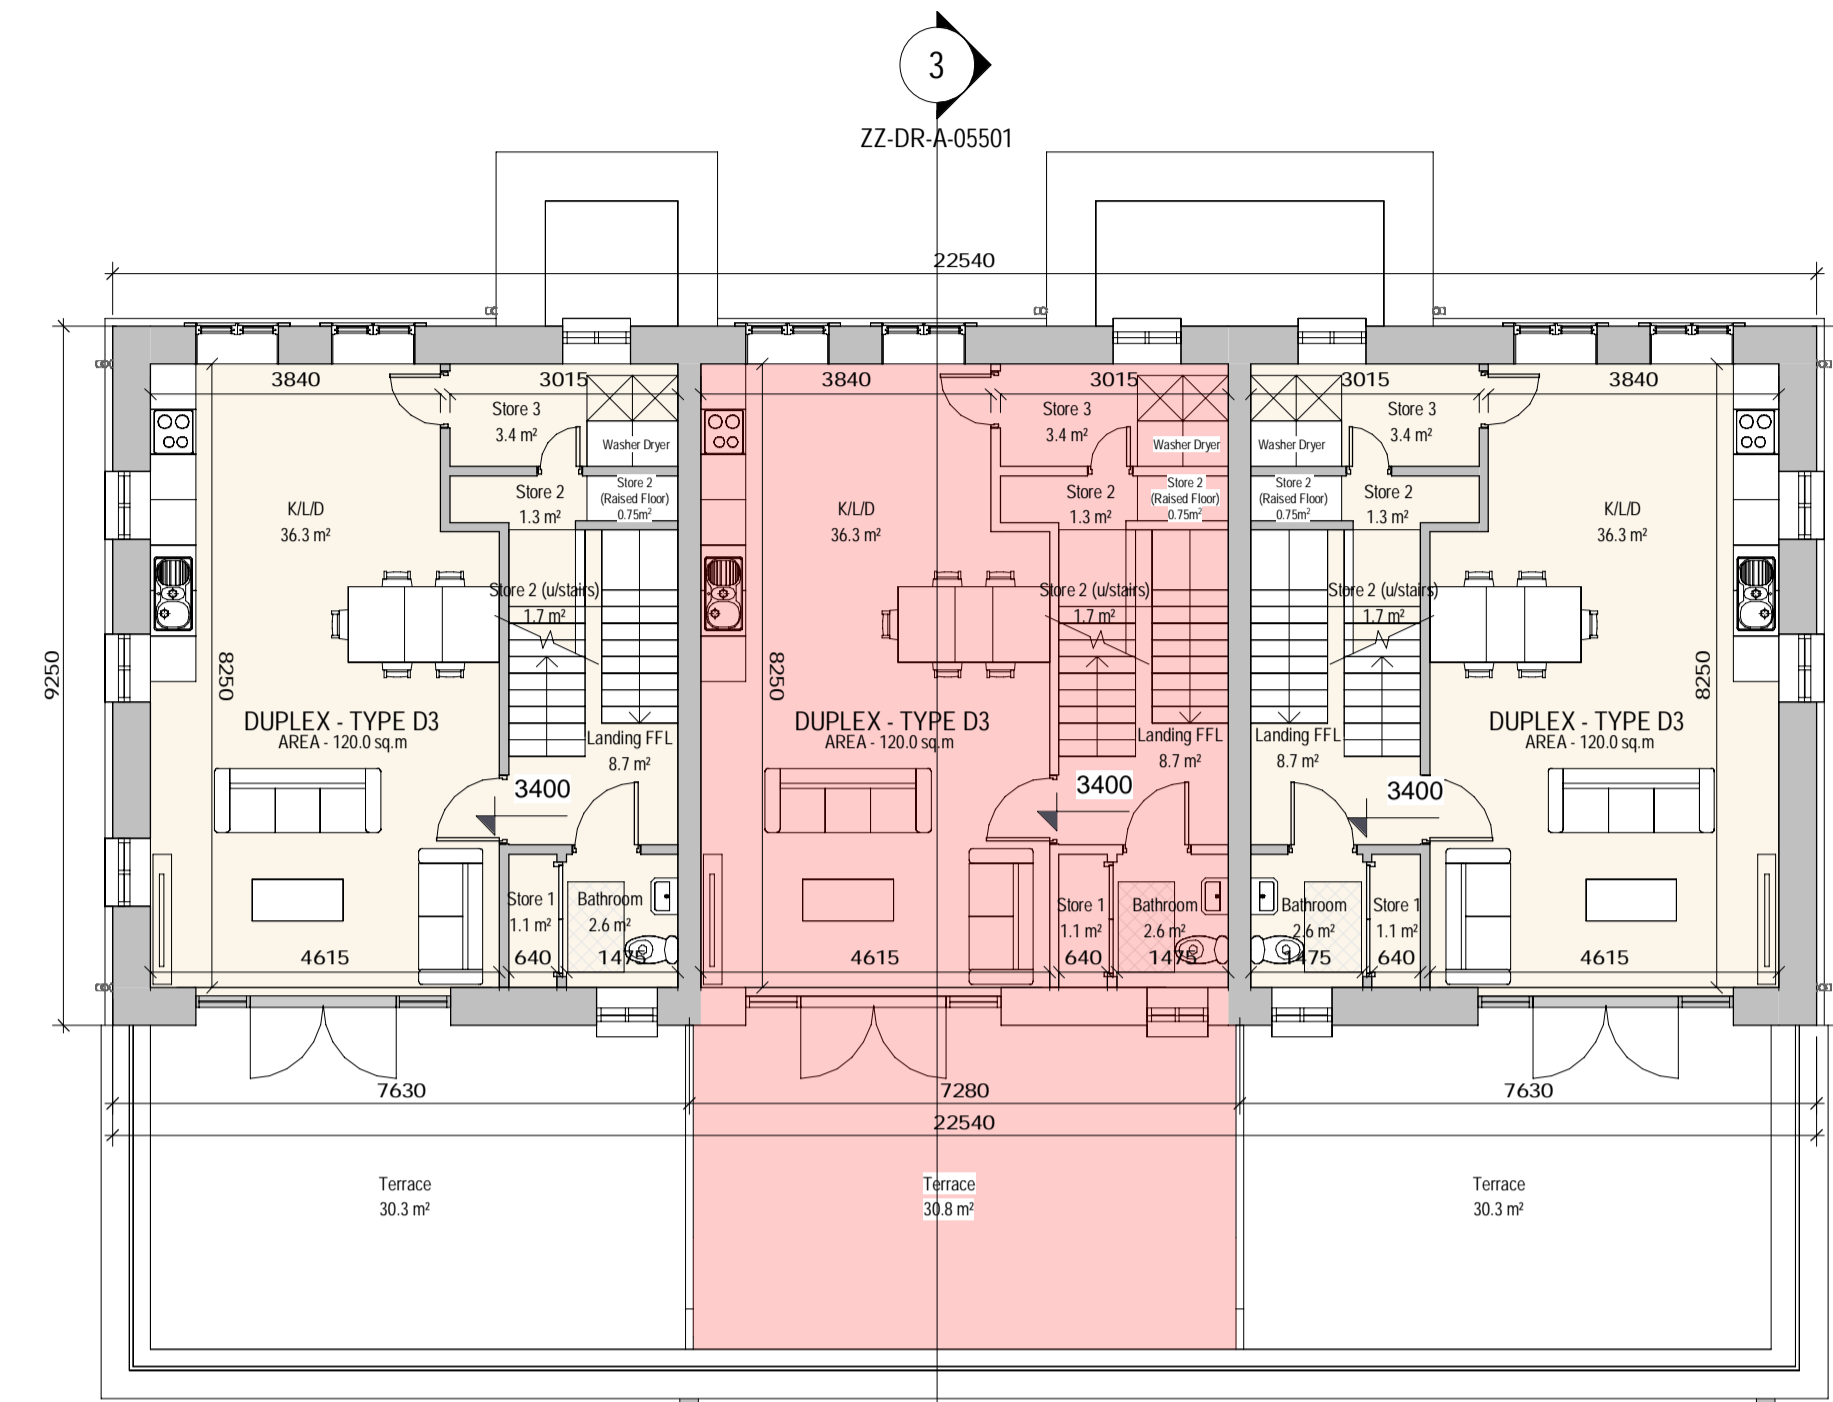 3
ZZ-DR-A-05501
22540
3840
3015
3840
3015
3015
3840
Store 3
3.4 m²
Store 3
3.4 m²
Store 3
3.4 m²
Washer Dryer
Washer Dryer
Washer Dryer
Store 2
(Raised Floor)
0.75m²
Store 2
(Raised Floor)
0.75m²
Store 2
(Raised Floor)
0.75m²
Store 2
1.3 m²
Store 2
1.3 m²
Store 2
1.3 m²
K/L/D
36.3 m²
K/L/D
36.3 m²
K/L/D
36.3 m²
Store 2 (u/stairs)
1.7 m²
Store 2 (u/stairs)
1.7 m²
Store 2 (u/stairs)
1.7 m²
9250
8250
8250
8250
DUPLEX - TYPE D3
AREA - 120.0 sq.m
DUPLEX - TYPE D3
AREA - 120.0 sq.m
DUPLEX - TYPE D3
AREA - 120.0 sq.m
Landing FFL
8.7 m²
Landing FFL
8.7 m²
Landing FFL
8.7 m²
3400
3400
3400
Store 1
1.1 m²
Bathroom
2.6 m²
Store 1
1.1 m²
Bathroom
2.6 m²
Bathroom
2.6 m²
Store 1
1.1 m²
4615
640
1475
4615
640
1475
1475
640
4615
7630
7280
7630
22540
Terrace
30.3 m²
Terrace
30.8 m²
Terrace
30.3 m²